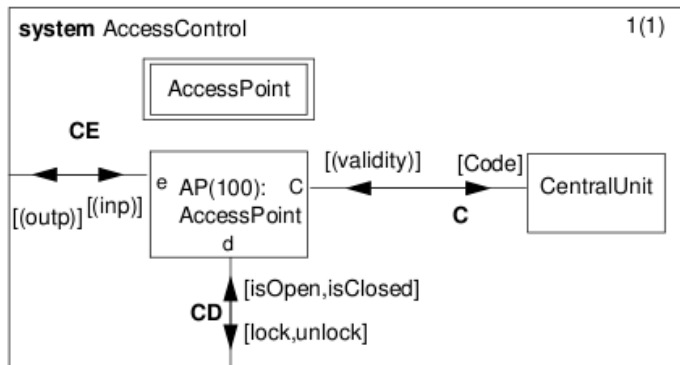 system AccessControl 1(1)
AccessPoint
CE
[(validity)] [Code]
e AP(100): C
AccessPoint
d
CentralUnit
[(outp)] [(inp)]
C
[isOpen,isClosed]
CD
[lock,unlock]